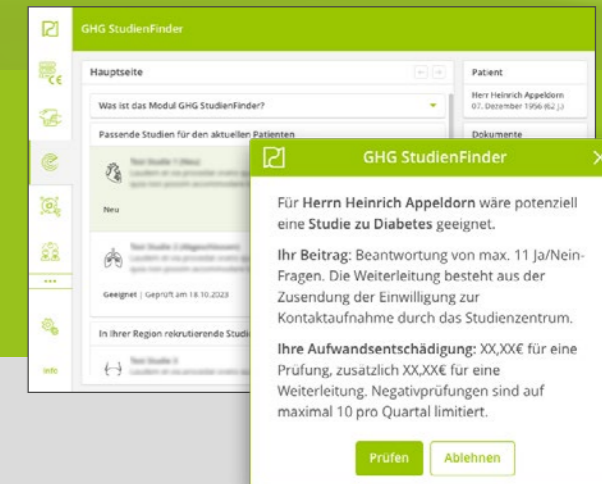 GHG StudienFinder
CE
Hauptseite
Was ist das Modul GHG StudienFinder?
Passende Studien für den aktuellen Patienten
Neu
Geeignet | Geprüft am 18.10.2023
In Ihrer Region rekrutierende Studi
info
Patient
Herr Heinrich Appeldorn
07. Dezember 1956 (62 J.)
Dokumente
GHG StudienFinder
Für Herrn Heinrich Appeldorn wäre potenziell
eine Studie zu Diabetes geeignet.
Ihr Beitrag: Beantwortung von max. 11 Ja/Nein-
Fragen. Die Weiterleitung besteht aus der
Zusendung der Einwilligung zur
Kontaktaufnahme durch das Studienzentrum.
Ihre Aufwandsentschädigung: XX,XX€ für eine
Prüfung, zusätzlich XX,XX€ für eine
Weiterleitung. Negativprüfungen sind auf
maximal 10 pro Quartal limitiert.
Prüfen
Ablehnen